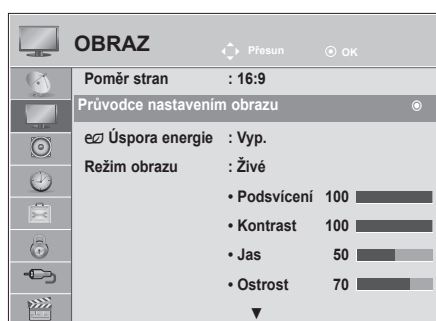 OBRAZ Přesun OK
Poměr stran : 16:9
Průvodce nastavením obrazu
Úspora energie : Vyp.
Režim obrazu : Živé
• Podsvícení 100
• Kontrast 100
• Jas 50
• Ostrost 70
▼